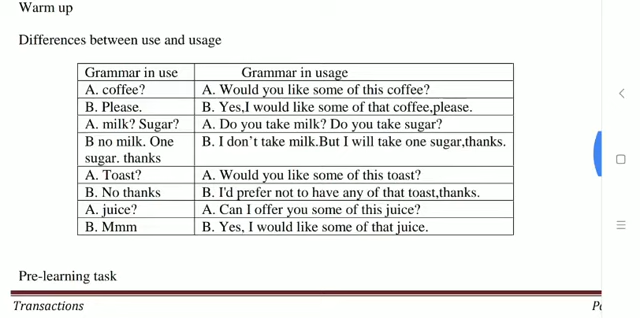 Warm up
Differences between use and usage
Grammar in use Grammar in usage
A. coffee? A. Would you like some of this coffee?
B. Please. B. Yes,I would like some of that coffee,please.
A. milk? Sugar? A. Do you take milk? Do you take sugar?
B no milk. One B. I don't take milk.But I will take one sugar,thanks.
sugar. thanks
A. Toast? A. Would you like some of this toast?
B. No thanks B. I'd prefer not to have any of that toast,thanks.
A. juice? A. Can I offer you some of this juice?
B. Mmm B. Yes, I would like some of that juice.
Pre-learning task
Transactions